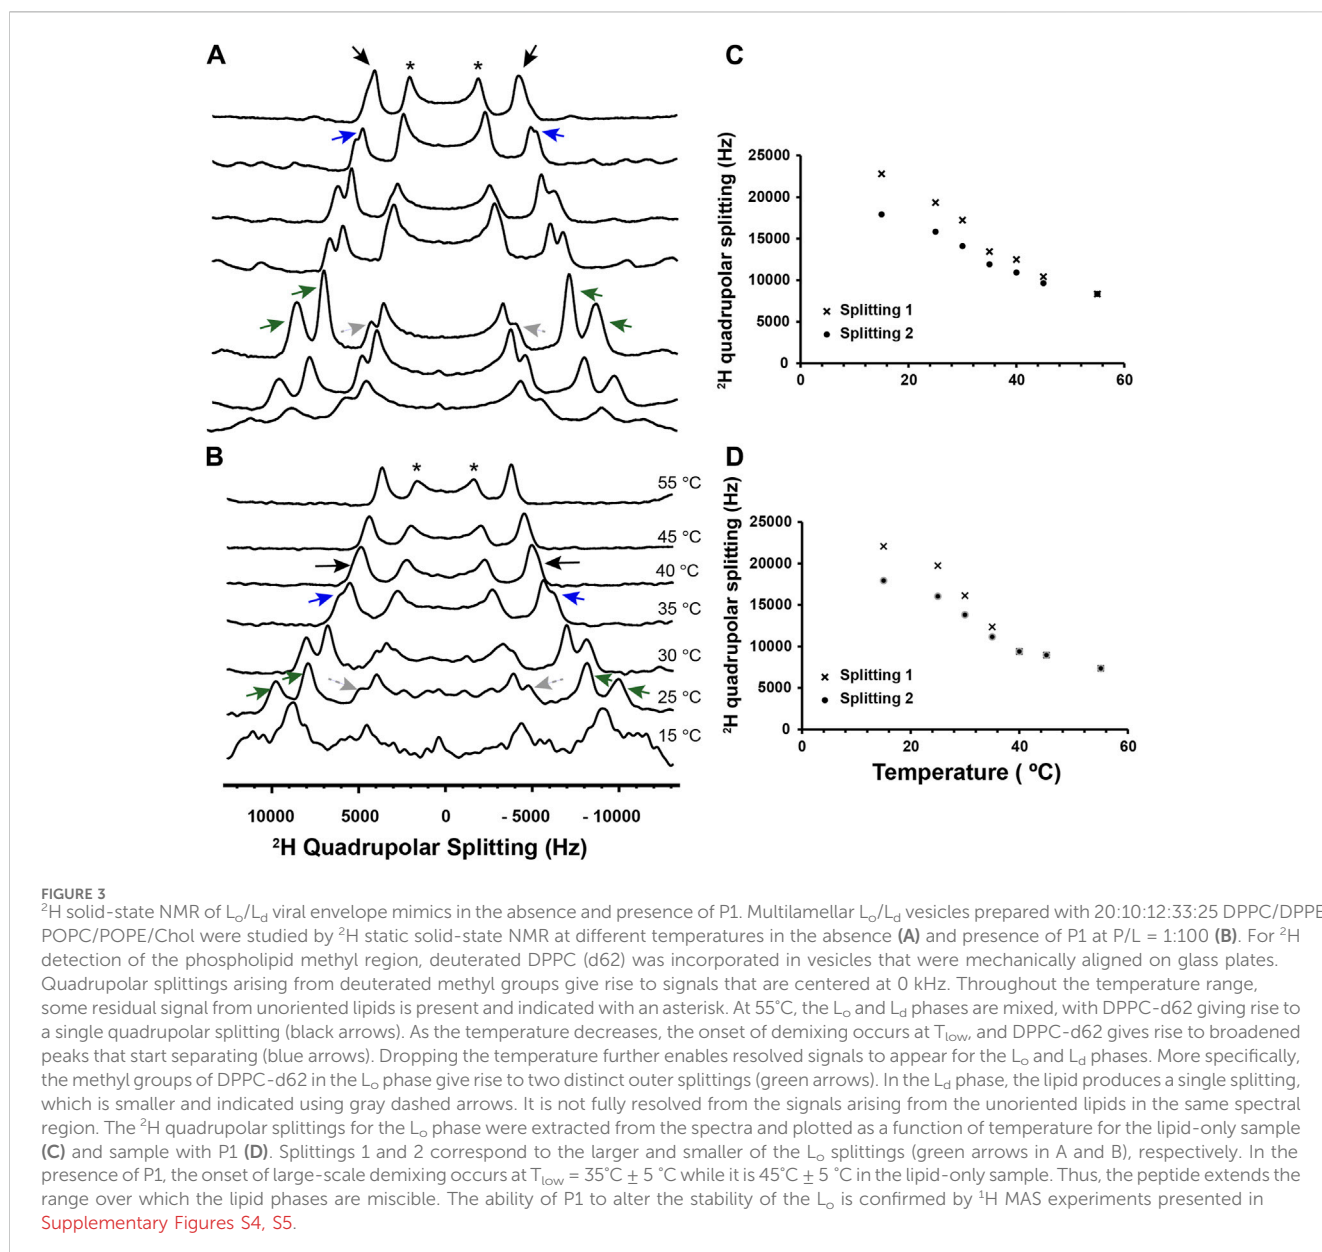 A
*
*
B
*
*
55 °C
45 °C
40 °C
35 °C
30 °C
25 °C
15 °C
10000 5000 0 - 5000 - 10000
²H Quadrupolar Splitting (Hz)
C
²H quadrupolar splitting (Hz)
25000
20000
15000
10000
5000
0
× Splitting 1
• Splitting 2
0 20 40 60
D
²H quadrupolar splitting (Hz)
25000
20000
15000
10000
5000
0
× Splitting 1
• Splitting 2
0 20 40 60
Temperature ( ºC)
FIGURE 3
²H solid-state NMR of Lo/Ld viral envelope mimics in the absence and presence of P1. Multilamellar Lo/Ld vesicles prepared with 20:10:12:33:25 DPPC/DPPE
POPC/POPE/Chol were studied by ²H static solid-state NMR at different temperatures in the absence (A) and presence of P1 at P/L = 1:100 (B). For ²H
detection of the phospholipid methyl region, deuterated DPPC (d62) was incorporated in vesicles that were mechanically aligned on glass plates.
Quadrupolar splittings arising from deuterated methyl groups give rise to signals that are centered at 0 kHz. Throughout the temperature range,
some residual signal from unoriented lipids is present and indicated with an asterisk. At 55°C, the Lo and Ld phases are mixed, with DPPC-d62 giving rise to
a single quadrupolar splitting (black arrows). As the temperature decreases, the onset of demixing occurs at Tlow, and DPPC-d62 gives rise to broadened
peaks that start separating (blue arrows). Dropping the temperature further enables resolved signals to appear for the Lo and Ld phases. More specifically,
the methyl groups of DPPC-d62 in the Lo phase give rise to two distinct outer splittings (green arrows). In the Ld phase, the lipid produces a single splitting,
which is smaller and indicated using gray dashed arrows. It is not fully resolved from the signals arising from the unoriented lipids in the same spectral
region. The ²H quadrupolar splittings for the Lo phase were extracted from the spectra and plotted as a function of temperature for the lipid-only sample
(C) and sample with P1 (D). Splittings 1 and 2 correspond to the larger and smaller of the Lo splittings (green arrows in A and B), respectively. In the
presence of P1, the onset of large-scale demixing occurs at Tlow = 35°C ± 5 °C while it is 45°C ± 5 °C in the lipid-only sample. Thus, the peptide extends the
range over which the lipid phases are miscible. The ability of P1 to alter the stability of the Lo is confirmed by ¹H MAS experiments presented in
Supplementary Figures S4, S5.